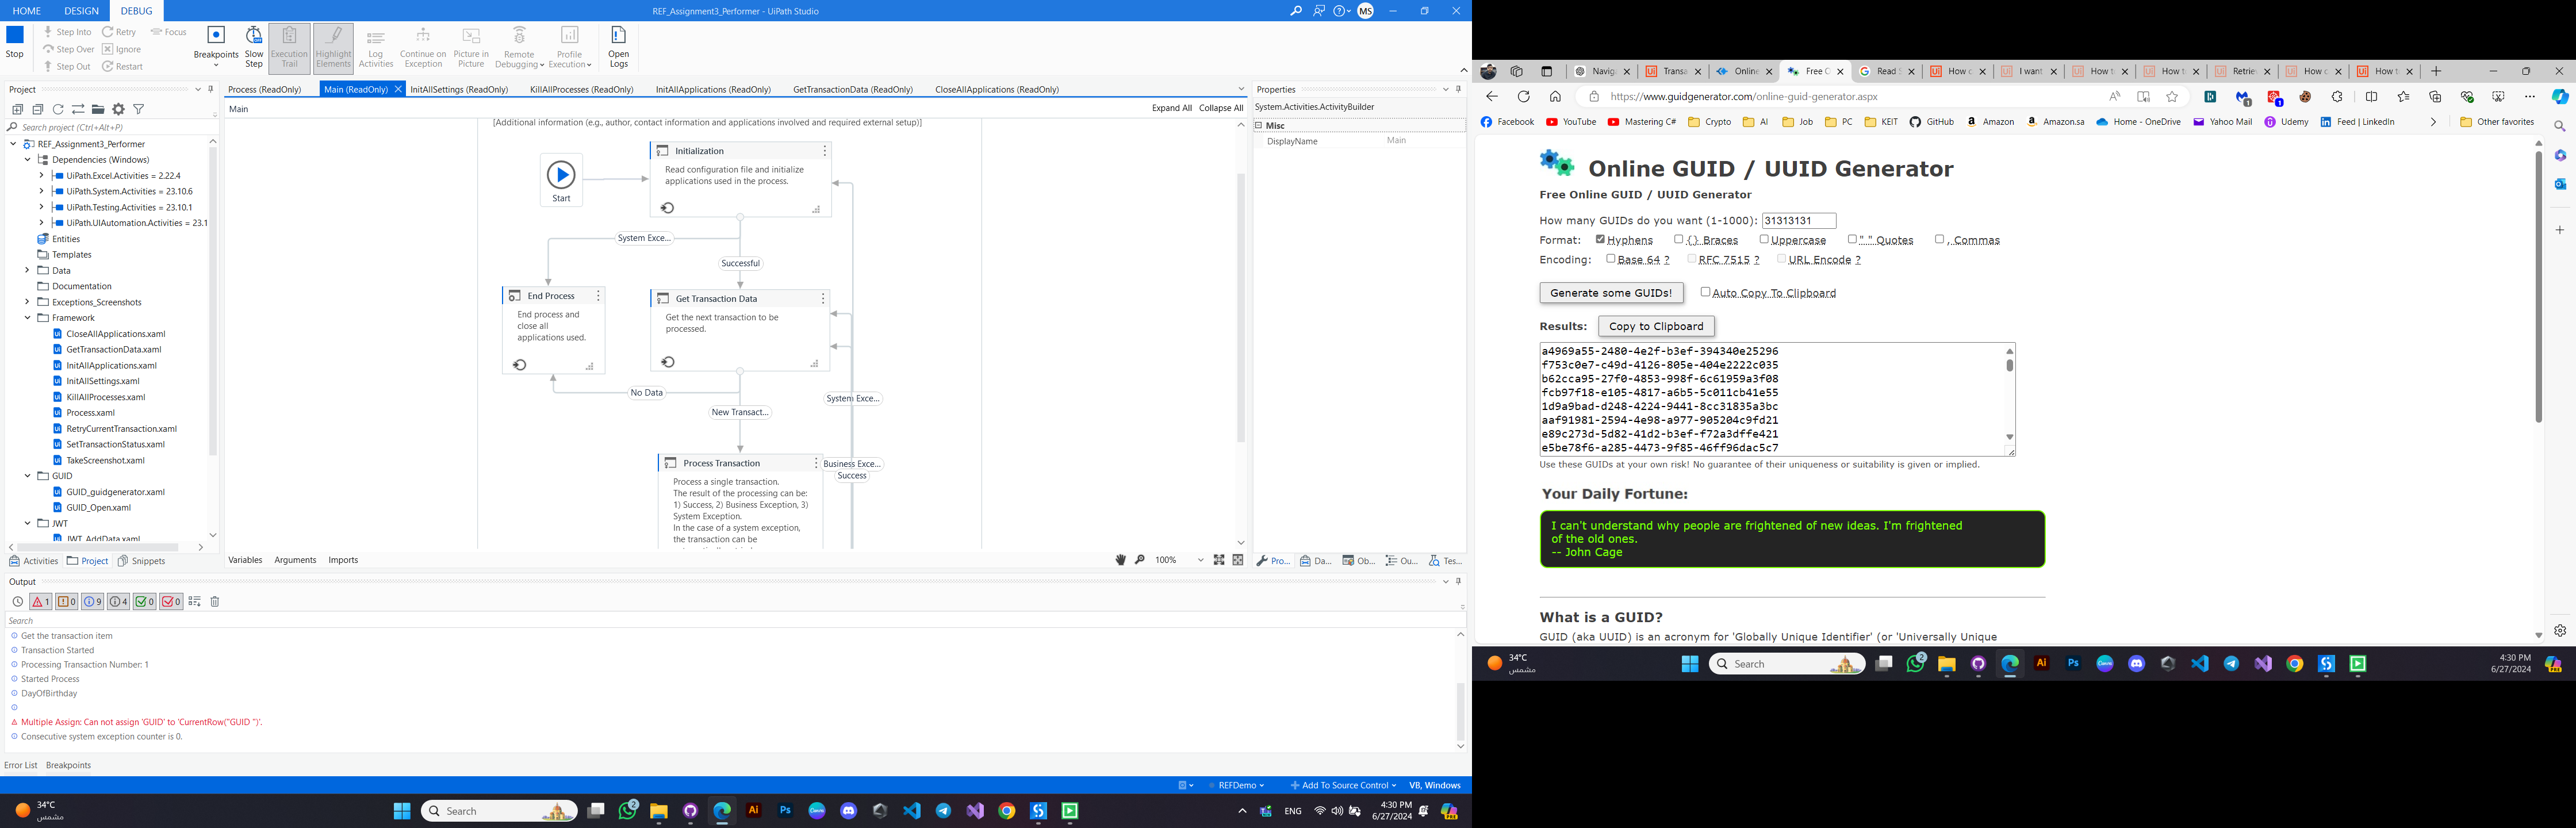 HOME DESIGN DEBUG
REF_Assignment3_Performer - UiPath Studio
MS
Stop
Step Into Retry Focus
Step Over Ignore
Step Out Restart
Breakpoints
Slow Step
Execution Trail
Highlight Elements
Log Activities
Continue on Exception
Picture in Picture
Remote Debugging
Profile Execution
Open Logs
Project
Search project (Ctrl+Alt+P)
REF_Assignment3_Performer
Dependencies (Windows)
UiPath.Excel.Activities = 2.22.4
UiPath.System.Activities = 23.10.6
UiPath.Testing.Activities = 23.10.1
UiPath.UIAutomation.Activities = 23.1
Entities
Templates
Data
Documentation
Exceptions_Screenshots
Framework
CloseAllApplications.xaml
GetTransactionData.xaml
InitAllApplications.xaml
InitAllSettings.xaml
KillAllProcesses.xaml
Process.xaml
RetryCurrentTransaction.xaml
SetTransactionStatus.xaml
TakeScreenshot.xaml
GUID
GUID_guidgenerator.xaml
GUID_Open.xaml
JWT
JWT_AddData.xaml
Activities Project Snippets
Process (ReadOnly) Main (ReadOnly) InitAllSettings (ReadOnly) KillAllProcesses (ReadOnly) InitAllApplications (ReadOnly) GetTransactionData (ReadOnly) CloseAllApplications (ReadOnly)
Main
Expand All Collapse All
[Additional information (e.g., author, contact information and applications involved and required external setup)]
Start
Initialization
Read configuration file and initialize
applications used in the process.
System Exce...
Successful
End Process
End process and
close all
applications used.
Get Transaction Data
Get the next transaction to be
processed.
No Data
New Transact...
System Exce...
Process Transaction
Business Exce...
Success
Process a single transaction.
The result of the processing can be:
1) Success, 2) Business Exception, 3)
System Exception.
In the case of a system exception,
the transaction can be
Variables Arguments Imports
100%
Properties
System.Activities.ActivityBuilder
Misc
DisplayName Main
Pro... Da... Ob... Ou... Tes...
Output
1 0 9 4 0 0
Search
Get the transaction item
Transaction Started
Processing Transaction Number: 1
Started Process
DayOfBirthday
Multiple Assign: Can not assign 'GUID' to 'CurrentRow("GUID ")'.
Consecutive system exception counter is 0.
Error List Breakpoints
REFDemo Add To Source Control VB, Windows
34°C
مشمس
Search
2
Ai Ps
ENG
4:30 PM
6/27/2024
Naviga Transa Online Free O Read S How c I want How t How t Retrie How c How t
https://www.guidgenerator.com/online-guid-generator.aspx
Facebook YouTube Mastering C# Crypto AI Job PC KEIT GitHub Amazon Amazon.sa Home - OneDrive Yahoo Mail Udemy Feed | LinkedIn Other favorites
Online GUID / UUID Generator
Free Online GUID / UUID Generator
How many GUIDs do you want (1-1000): 31313131
Format: Hyphens {} Braces Uppercase " " Quotes , Commas
Encoding: Base 64 ? RFC 7515 ? URL Encode ?
Generate some GUIDs! Auto Copy To Clipboard
Results: Copy to Clipboard
a4969a55-2480-4e2f-b3ef-394340e25296
f753c0e7-c49d-4126-805e-404e2222c035
b62cca95-27f0-4853-998f-6c61959a3f08
fcb97f18-e105-4817-a6b5-5c011cb41e55
1d9a9bad-d248-4224-9441-8cc31835a3bc
aaf91981-2594-4e98-a977-905204c9fd21
e89c273d-5d82-41d2-b3ef-f72a3dffe421
e5be78f6-a285-4473-9f85-46ff96dac5c7
Use these GUIDs at your own risk! No guarantee of their uniqueness or suitability is given or implied.
Your Daily Fortune:
I can't understand why people are frightened of new ideas. I'm frightened
of the old ones.
-- John Cage
What is a GUID?
GUID (aka UUID) is an acronym for 'Globally Unique Identifier' (or 'Universally Unique
34°C
مشمس
Search
2
Ai Ps
4:30 PM
6/27/2024